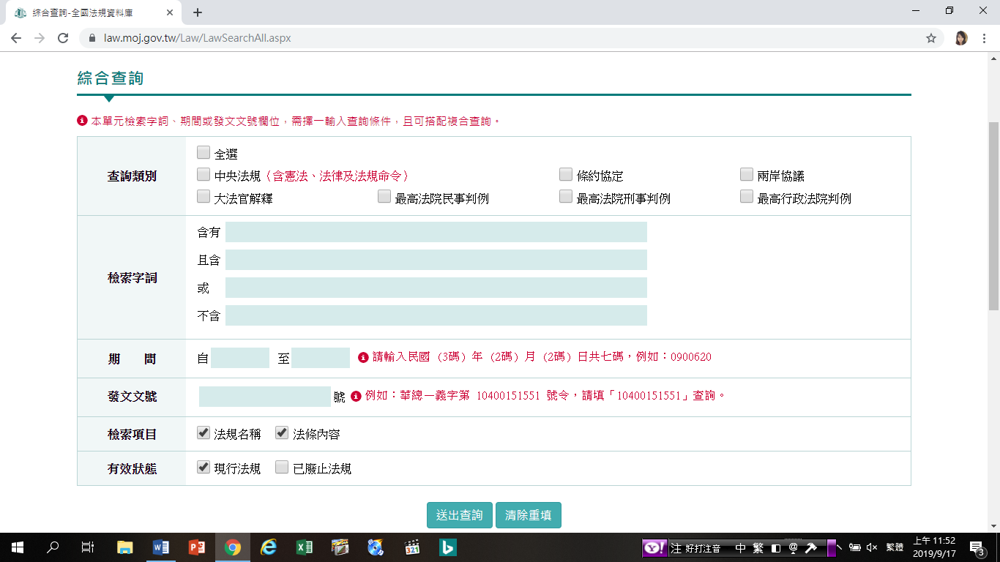 綜合查詢-全國法規資料庫
law.moj.gov.tw/Law/LawSearchAll.aspx
綜合查詢
本單元檢索字詞、期間或發文文號欄位，需擇一輸入查詢條件，且可搭配複合查詢。
查詢類別
全選
中央法規（含憲法、法律及法規命令） 條約協定 兩岸協議
大法官解釋 最高法院民事判例 最高法院刑事判例 最高行政法院判例
檢索字詞
含有
且含
或
不含
期 間 自 至 請輸入民國 (3碼) 年 (2碼) 月 (2碼) 日共七碼，例如：0900620
發文文號 號 例如：華總一義字第 10400151551 號令，請填「10400151551」查詢。
檢索項目 法規名稱 法條內容
有效狀態 現行法規 已廢止法規
送出查詢 清除重填
注 好打注音 中 繁 繁體 上午 11:52
2019/9/17 3